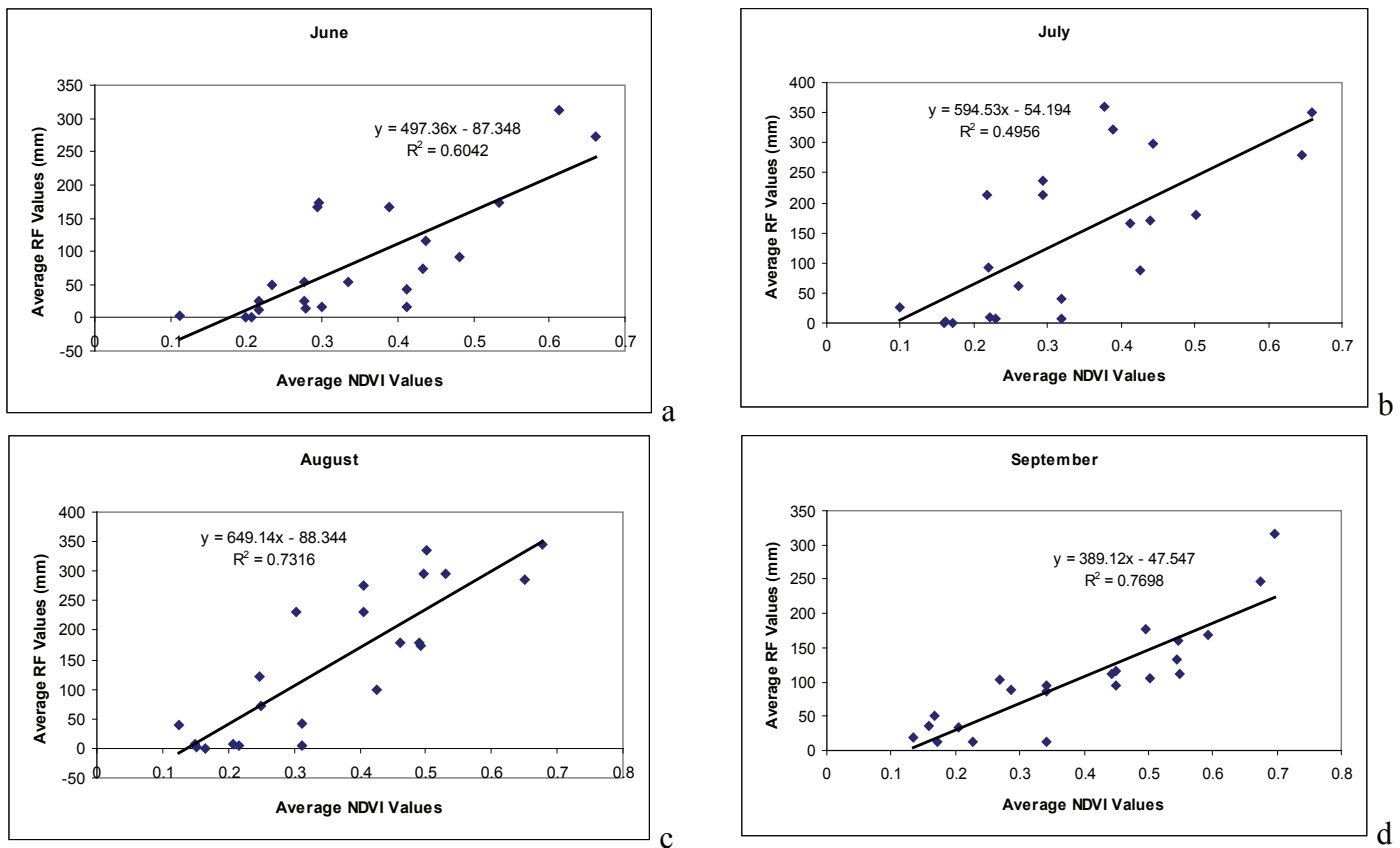 June
350
300
250
200
150
100
50
0
-50
0
0.1
0.2
0.3
0.4
0.5
0.6
0.7
Average RF Values (mm)
y = 497.36x - 87.348
R² = 0.6042
Average NDVI Values
a
July
400
350
300
250
200
150
100
50
0
0
0.1
0.2
0.3
0.4
0.5
0.6
0.7
Average RF Values (mm)
y = 594.53x - 54.194
R² = 0.4956
Average NDVI Values
b
August
400
350
300
250
200
150
100
50
0
-50
0
0.1
0.2
0.3
0.4
0.5
0.6
0.7
0.8
Average RF Values (mm)
y = 649.14x - 88.344
R² = 0.7316
Average NDVI Values
c
September
350
300
250
200
150
100
50
0
0
0.1
0.2
0.3
0.4
0.5
0.6
0.7
0.8
Average RF Values (mm)
y = 389.12x - 47.547
R² = 0.7698
Average NDVI Values
d